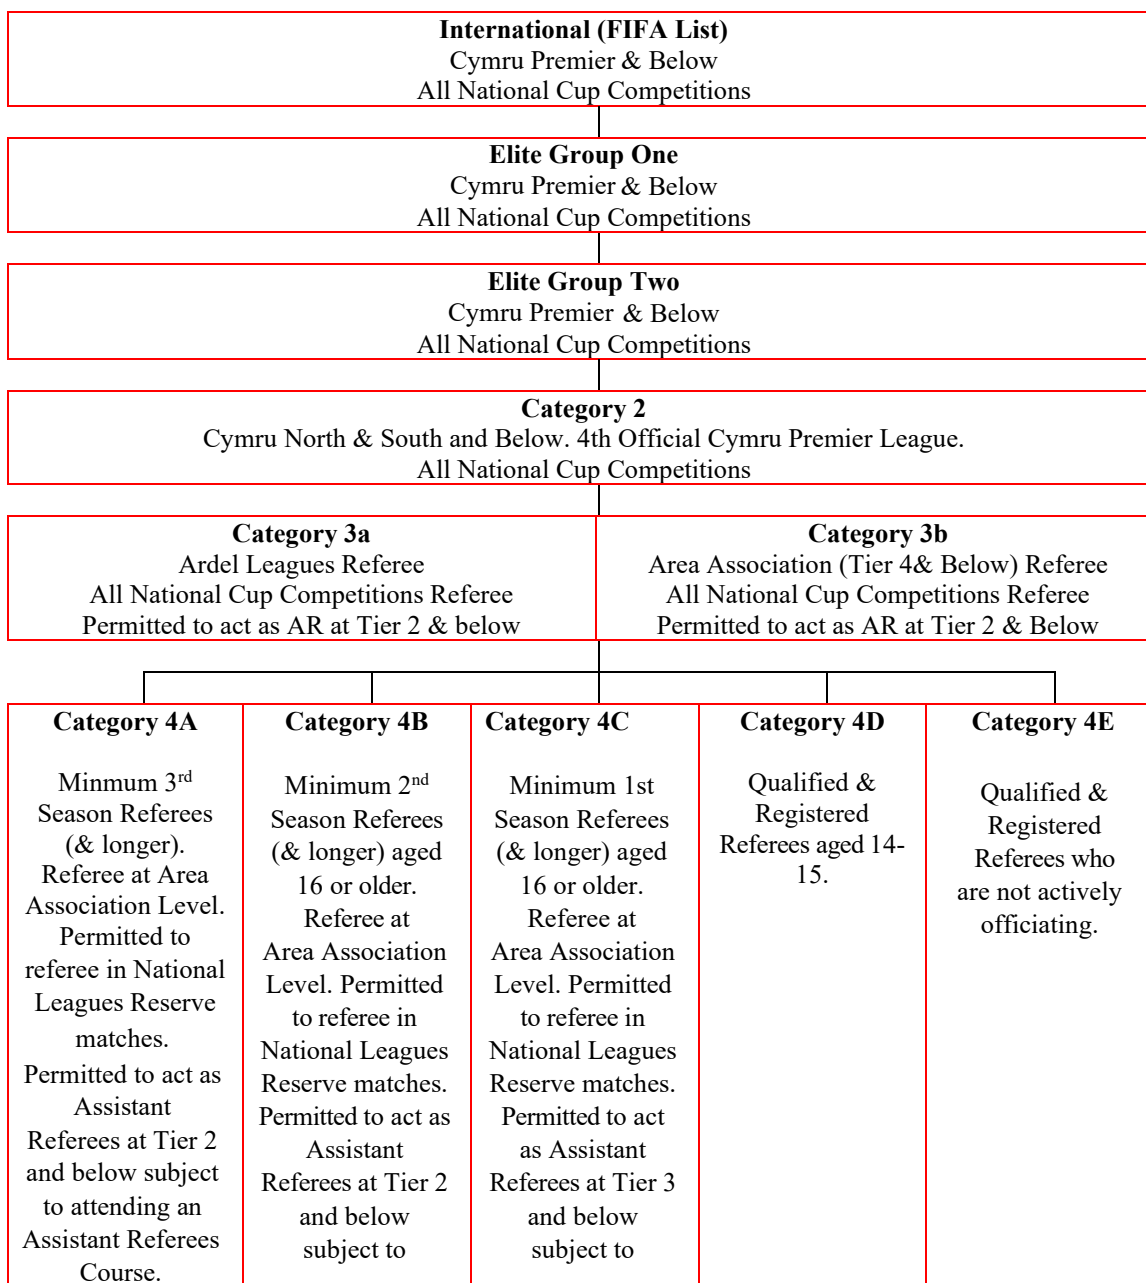 International (FIFA List)
Cymru Premier & Below
All National Cup Competitions
Elite Group One
Cymru Premier & Below
All National Cup Competitions
Elite Group Two
Cymru Premier & Below
All National Cup Competitions
Category 2
Cymru North & South and Below. 4th Official Cymru Premier League.
All National Cup Competitions
Category 3a
Ardel Leagues Referee
All National Cup Competitions Referee
Permitted to act as AR at Tier 2 & below
Category 3b
Area Association (Tier 4& Below) Referee
All National Cup Competitions Referee
Permitted to act as AR at Tier 2 & Below
Category 4A
Minmum 3rd
Season Referees
(& longer).
Referee at Area
Association Level.
Permitted to
referee in National
Leagues Reserve
matches.
Permitted to act as
Assistant
Referees at Tier 2
and below subject
to attending an
Assistant Referees
Course.
Category 4B
Minimum 2nd
Season Referees
(& longer) aged
16 or older.
Referee at
Area Association
Level. Permitted
to referee in
National Leagues
Reserve matches.
Permitted to act as
Assistant
Referees at Tier 2
and below
subject to
Category 4C
Minimum 1st
Season Referees
(& longer) aged
16 or older.
Referee at
Area Association
Level. Permitted
to referee in
National Leagues
Reserve matches.
Permitted to act
as Assistant
Referees at Tier 3
and below
subject to
Category 4D
Qualified &
Registered
Referees aged 14-
15.
Category 4E
Qualified &
Registered
Referees who
are not actively
officiating.